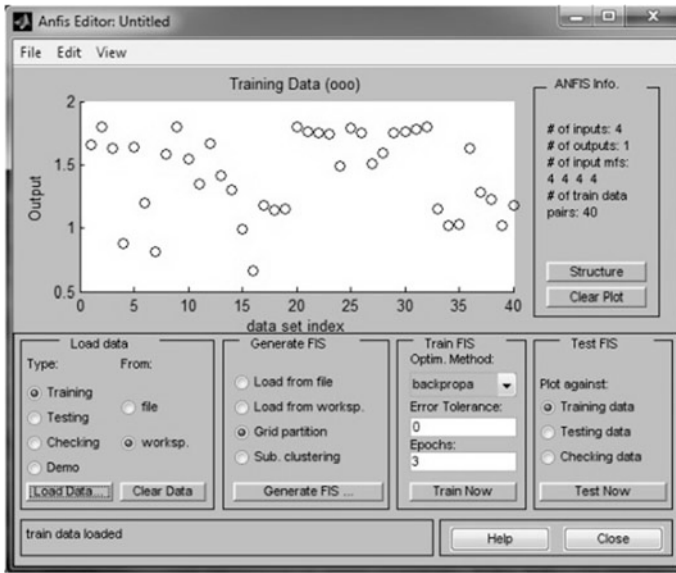 Anfis Editor: Untitled
File Edit View
Training Data (ooo)
Output
2
1.5
1
0.5
0 5 10 15 20 25 30 35 40
data set index
ANFIS Info.
# of inputs: 4
# of outputs: 1
# of input mfs:
4 4 4 4
# of train data
pairs: 40
Structure
Clear Plot
Load data
Type: From:
Training
Testing
Checking
Demo
file
worksp.
Load Data... Clear Data
Generate FIS
Load from file
Load from worksp.
Grid partition
Sub. clustering
Generate FIS ...
Train FIS
Optim. Method:
backpropa
Error Tolerance:
0
Epochs:
3
Train Now
Test FIS
Plot against:
Training data
Testing data
Checking data
Test Now
train data loaded
Help Close